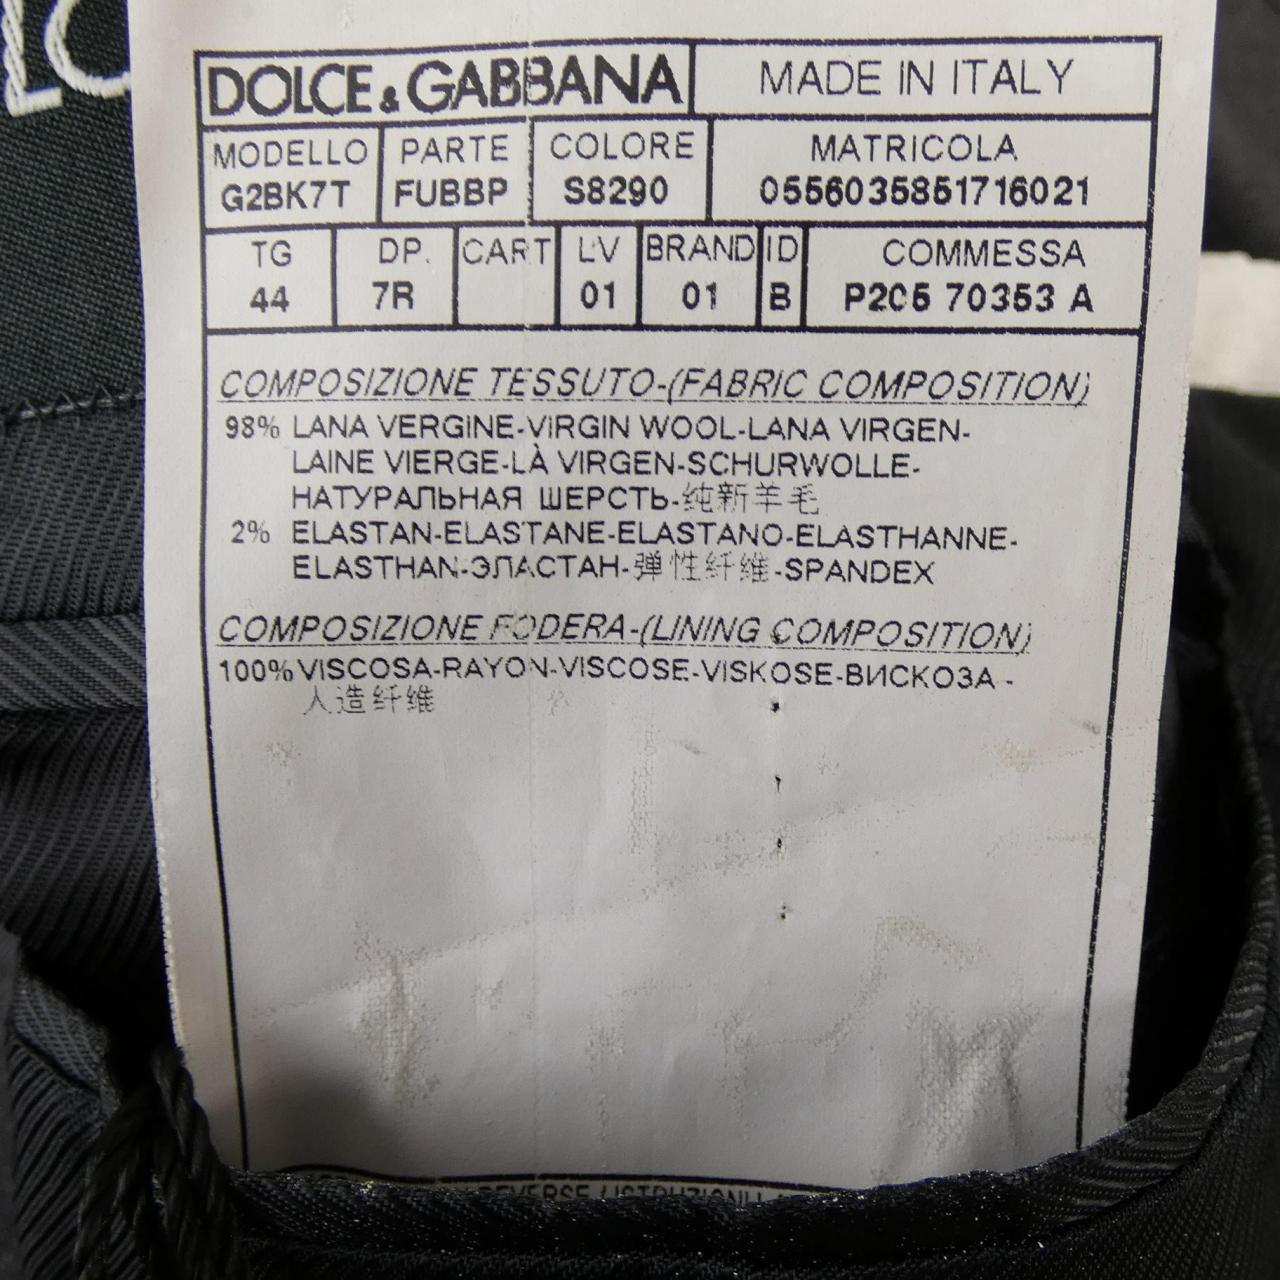 DOLCE & GABBANA MADE IN ITALY
MODELLO PARTE COLORE MATRICOLA
G2BK7T FUBBP S8290 0556035851716021
TG DP. CART LV BRAND ID COMMESSA
44 7R 01 01 B P205 70353 A
COMPOSIZIONE TESSUTO-(FABRIC COMPOSITION)
98% LANA VERGINE-VIRGIN WOOL-LANA VIRGEN-
LAINE VIERGE-LÀ VIRGEN-SCHURWOLLE-
НАТУРАЛЬНАЯ ШЕРСТЬ-纯新羊毛
2% ELASTAN-ELASTANE-ELASTANO-ELASTHANNE-
ELASTHAN-ЭЛАСТАН-弹性纤维-SPANDEX
COMPOSIZIONE FODERA-(LINING COMPOSITION)
100% VISCOSA-RAYON-VISCOSE-VISKOSE-ВИСКОЗА-
人造纤维